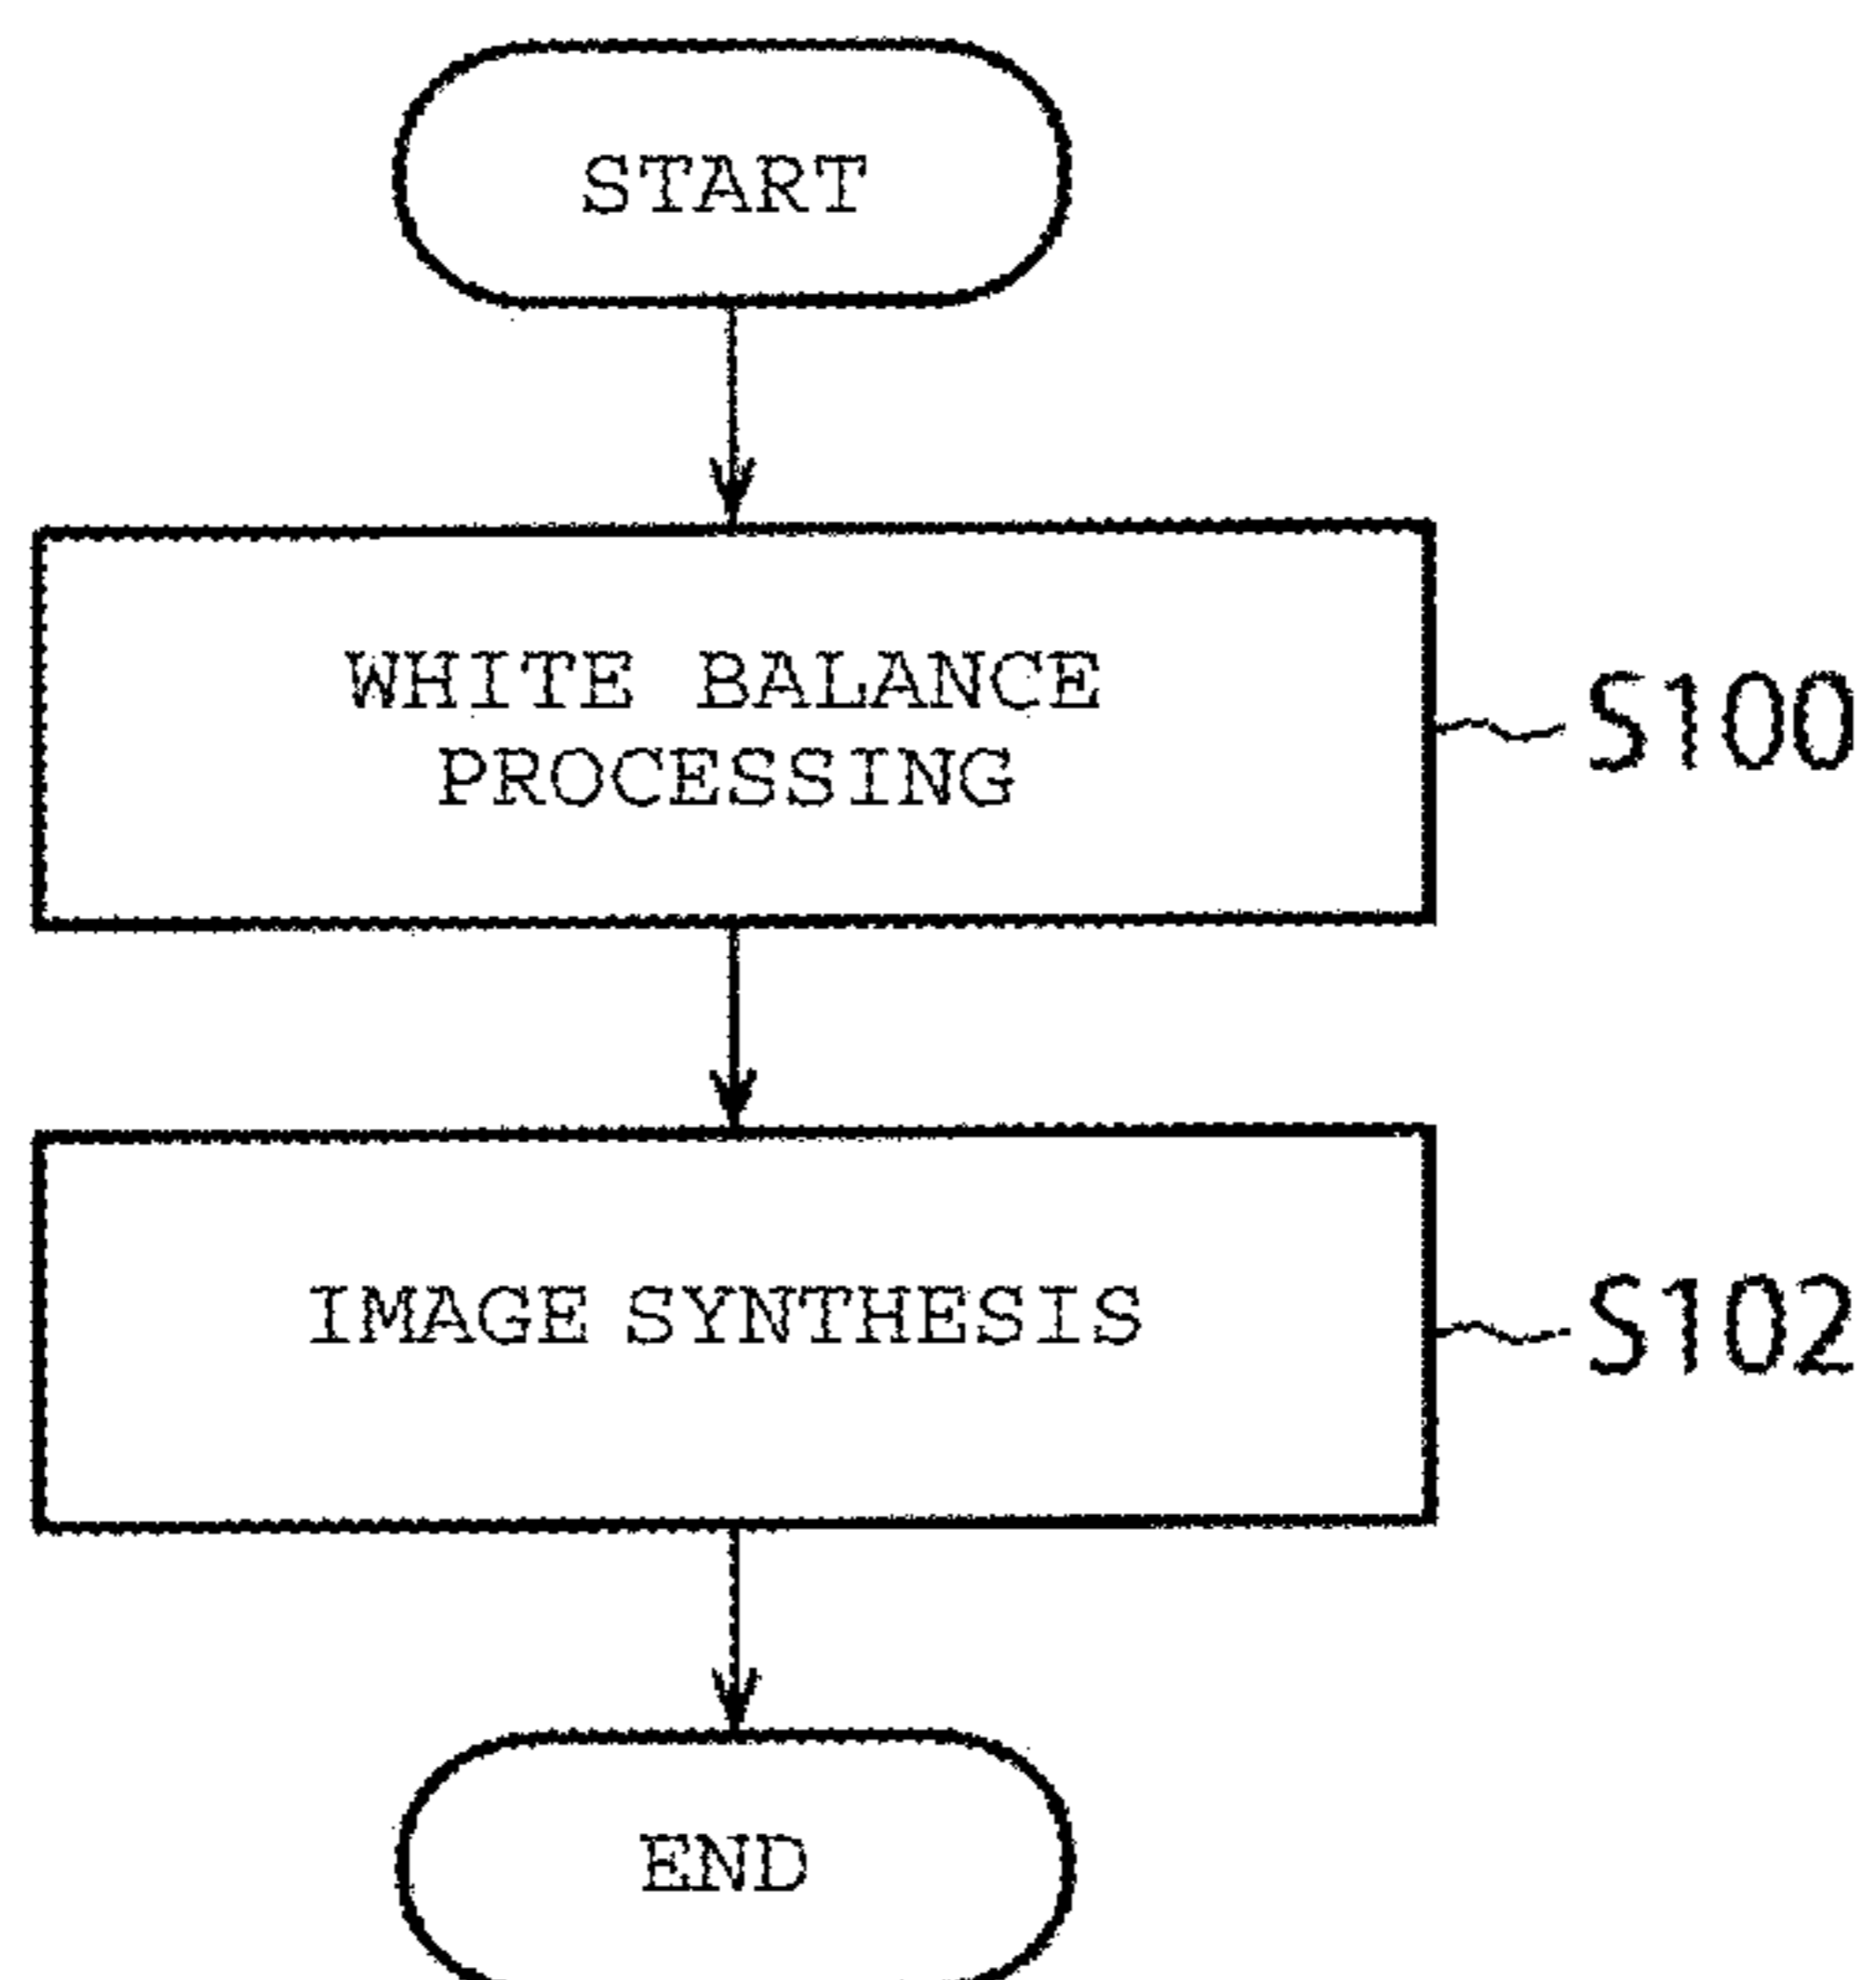 START
WHITE BALANCE
PROCESSING
S100
IMAGE SYNTHESIS
S102
END